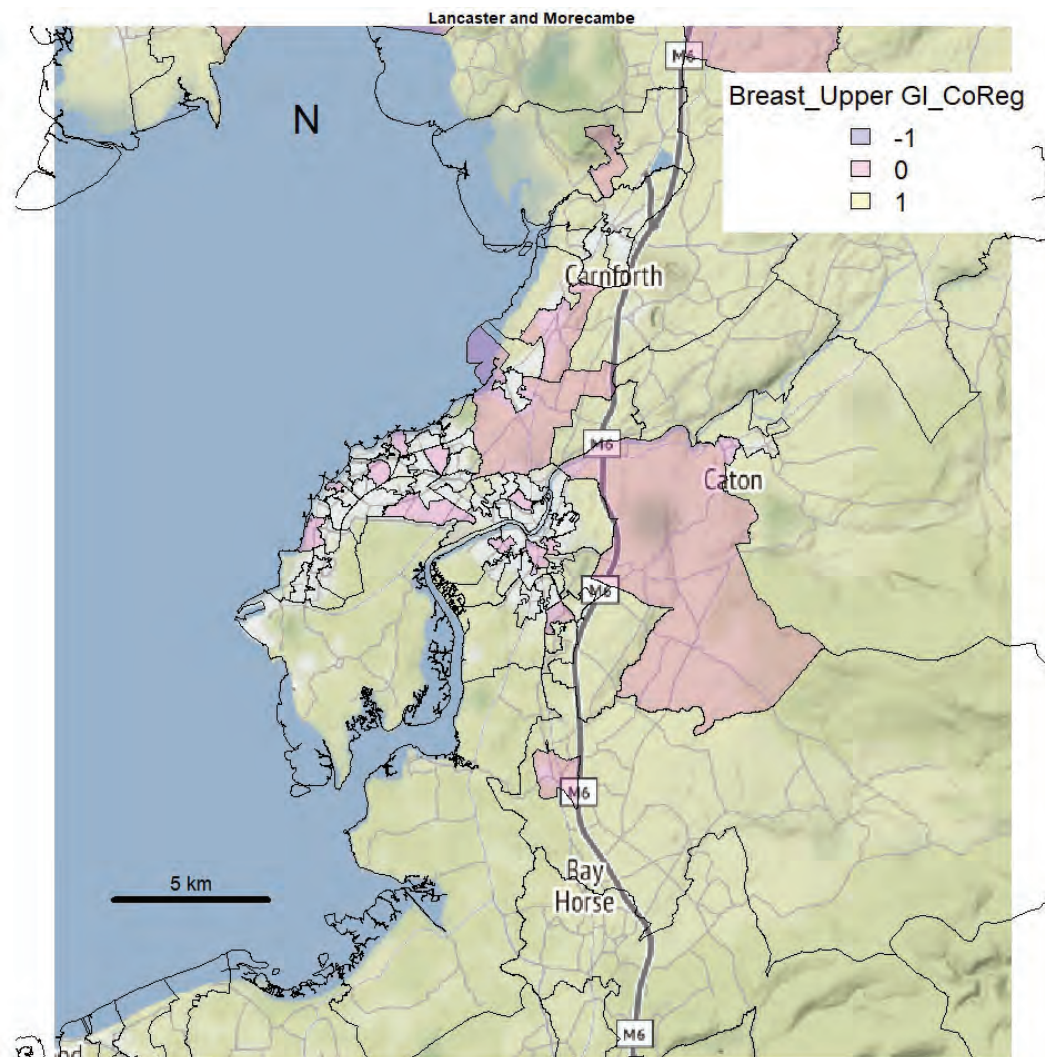 Lancaster and Morecambe
M6
Breast_Upper GI_CoReg
-1
0
1
N
Carnforth
M6
Caton
M6
M6
Bay
Horse
5 km
M6